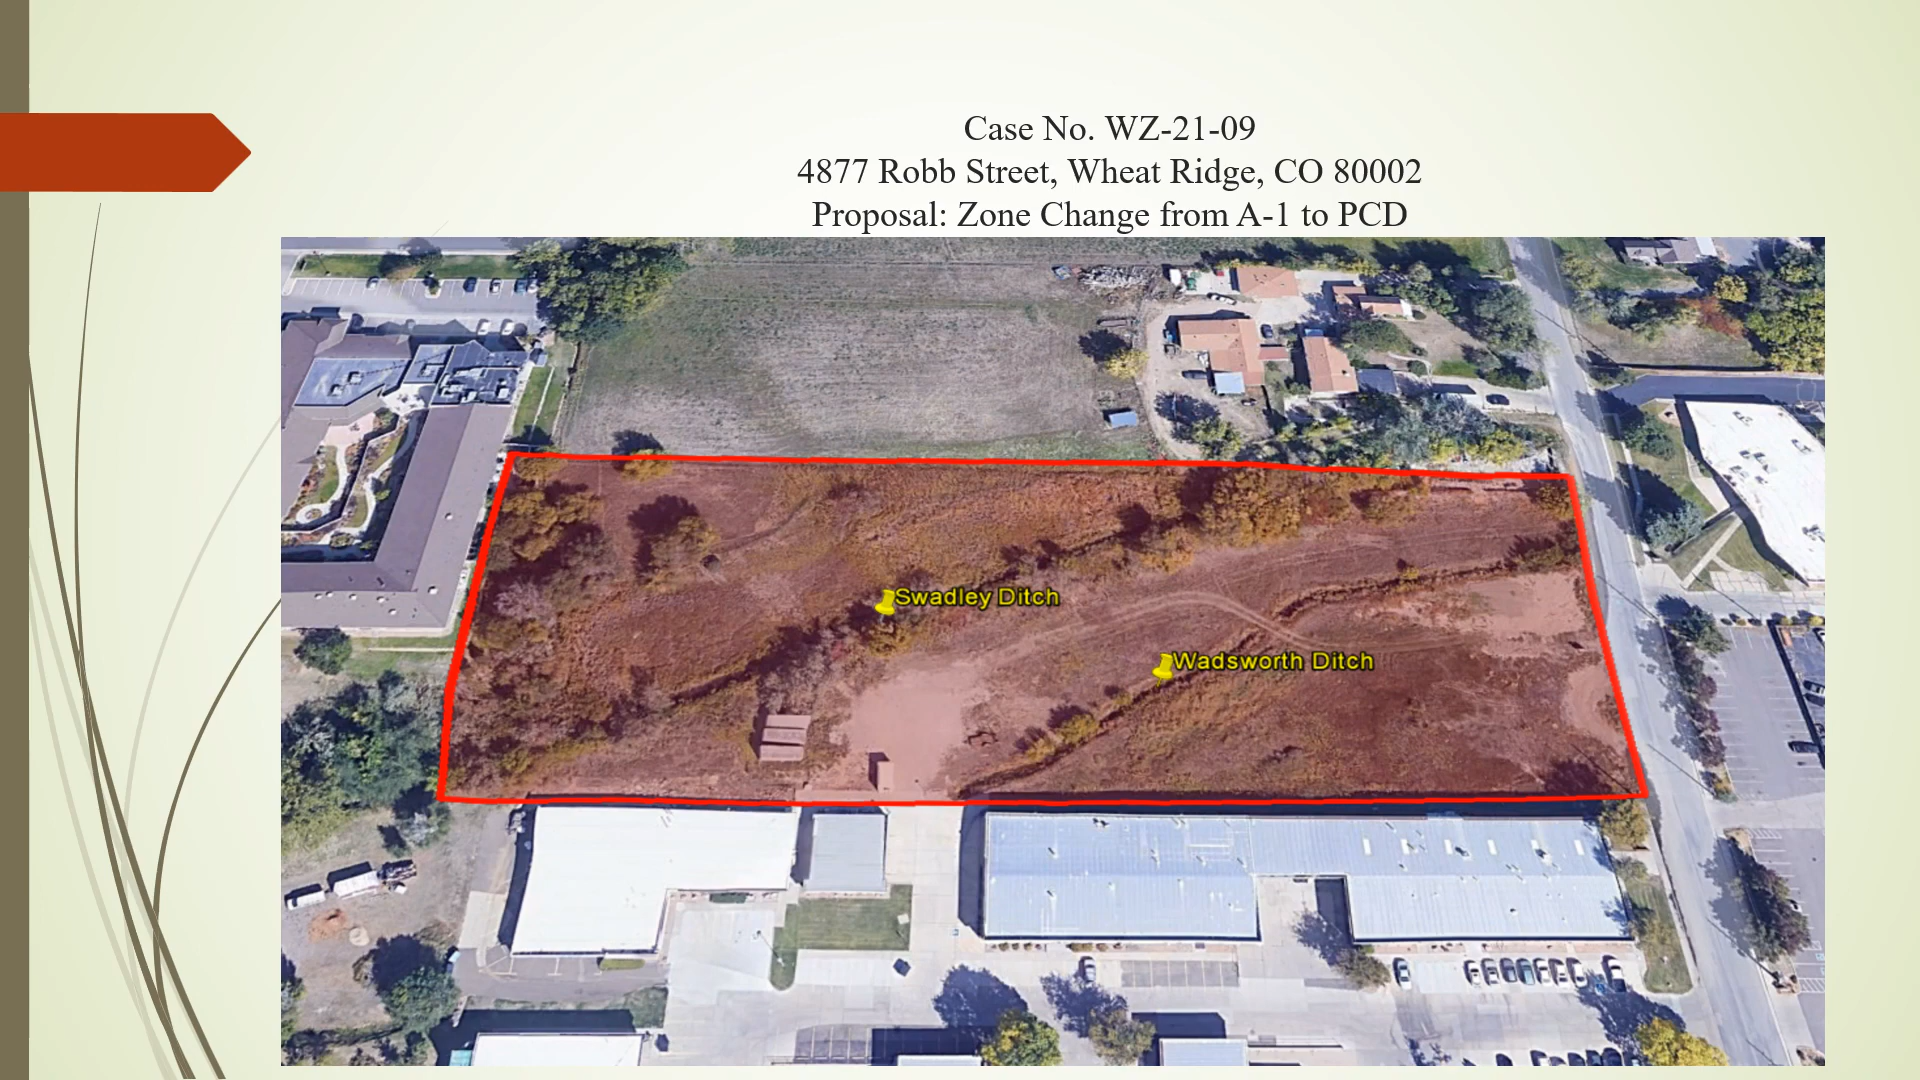 Case No. WZ-21-09
4877 Robb Street, Wheat Ridge, CO 80002
Proposal: Zone Change from A-1 to PCD
Swadley Ditch
Wadsworth Ditch